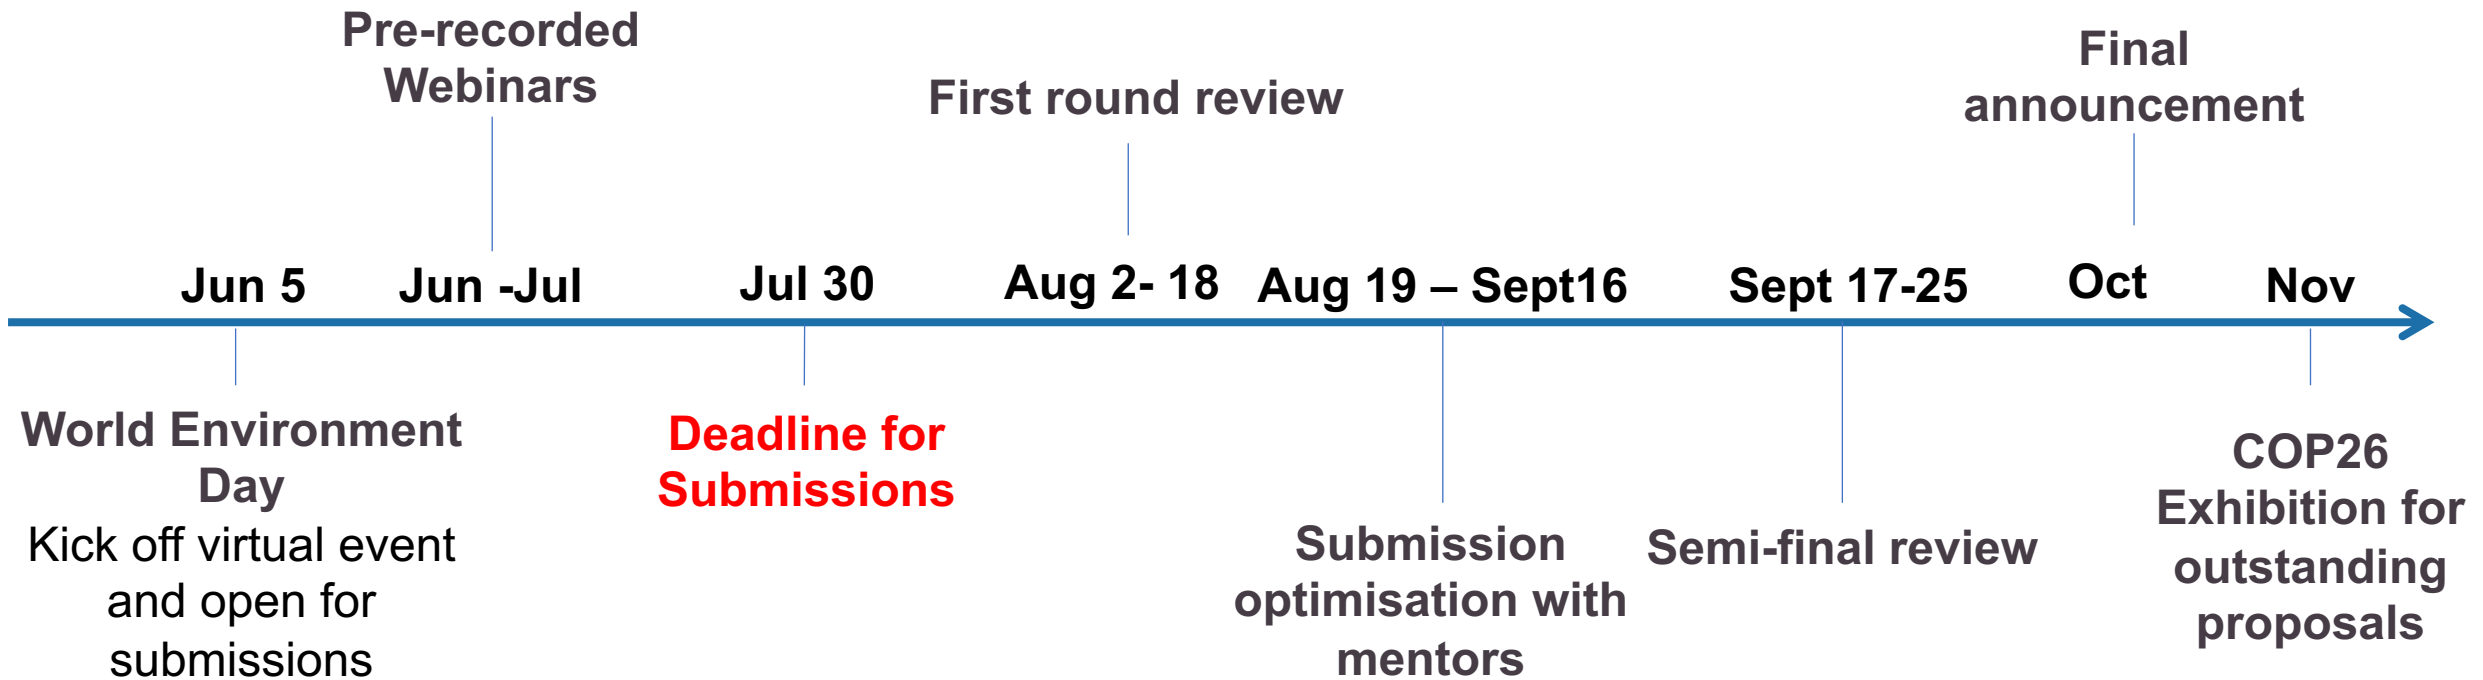 Pre-recorded
Webinars
First round review
Final
announcement
Jun 5
Jun -Jul
Jul 30
Aug 2- 18
Aug 19 – Sept16
Sept 17-25
Oct
Nov
World Environment
Day
Kick off virtual event
and open for
submissions
Deadline for
Submissions
Submission
optimisation with
mentors
Semi-final review
COP26
Exhibition for
outstanding
proposals